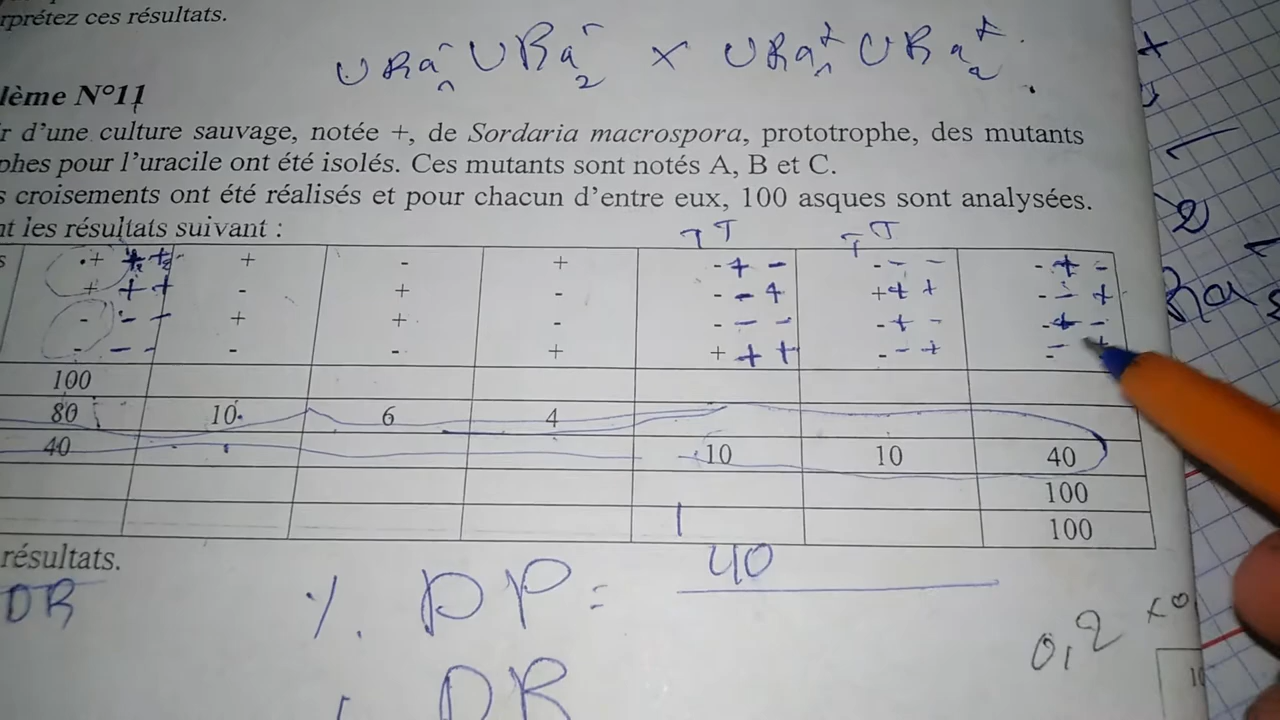 rprétez ces résultats.
URa₁⁻ URa₂⁻ × URa₁⁺ URa₂⁺
lème N°11
r d'une culture sauvage, notée +, de Sordaria macrospora, prototrophe, des mutants
phes pour l'uracile ont été isolés. Ces mutants sont notés A, B et C.
s croisements ont été réalisés et pour chacun d'entre eux, 100 asques sont analysées.
nt les résultats suivant :
T T
s + + - + - + - - - + - - - - + -
+ + + - + - - - + + + + - - +
- - - + + - - - - - + - - + -
- - - - - + + + + - - + - - +
100
80 10 6 4
40 10 10 40
100
100
résultats.
DR % DP = 40
0,2 ×0
DR